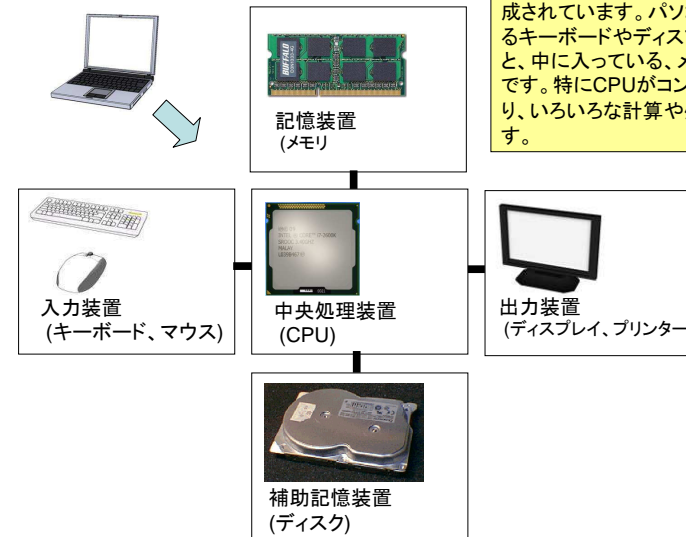 成されています。パソ
るキーボードやディス
と、中に入っている、
です。特にCPUがコン
り、いろいろな計算や
す。
BUFFALO
記憶装置
(メモリ
入力装置
(キーボード、マウス)
中央処理装置
(CPU)
出力装置
(ディスプレイ、プリンター
補助記憶装置
(ディスク)